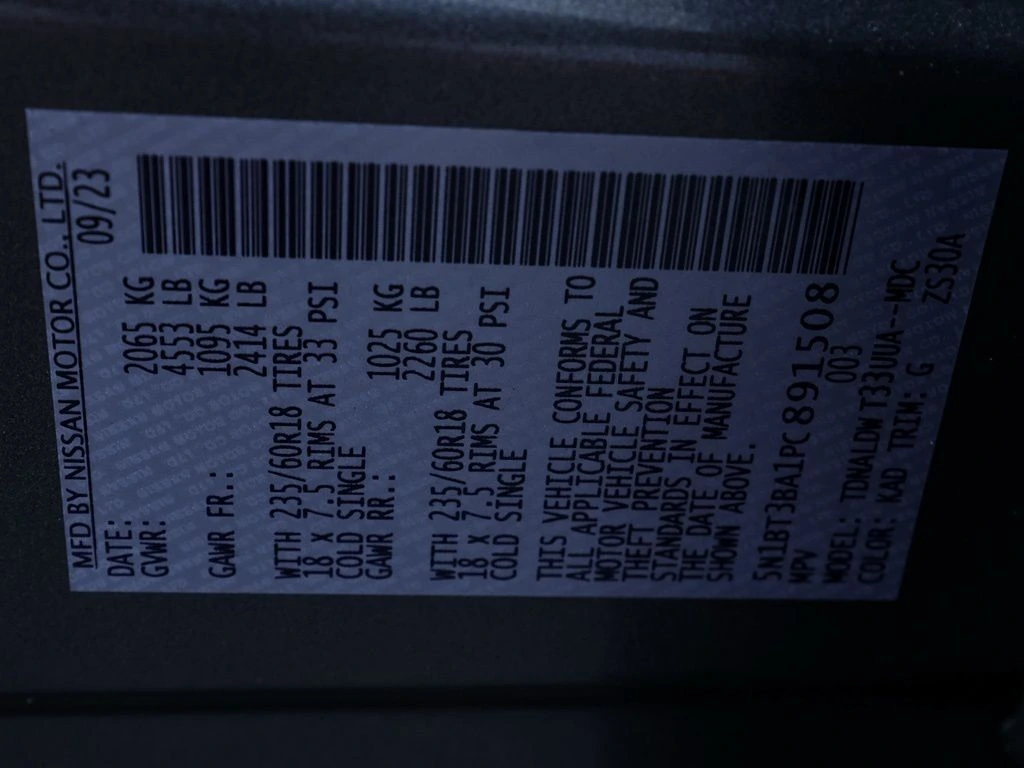 MFD BY NISSAN MOTOR CO., LTD.
DATE: 09/23
GVWR: 2065 KG
4553 LB
GAWR FR.: 1095 KG
2414 LB
WITH 235/60R18 TIRES
18 X 7.5 RIMS AT 33 PSI
COLD SINGLE
GAWR RR.: 1025 KG
2260 LB
WITH 235/60R18 TIRES
18 X 7.5 RIMS AT 30 PSI
COLD SINGLE
THIS VEHICLE CONFORMS TO
ALL APPLICABLE FEDERAL
MOTOR VEHICLE SAFETY AND
THEFT PREVENTION
STANDARDS IN EFFECT ON
THE DATE OF MANUFACTURE
SHOWN ABOVE.
5N1BT3BA1PC891508
MPV 003
MODEL: TDNALDWT33UUA--MDC
COLOR: KAD TRIM: G ZS30A